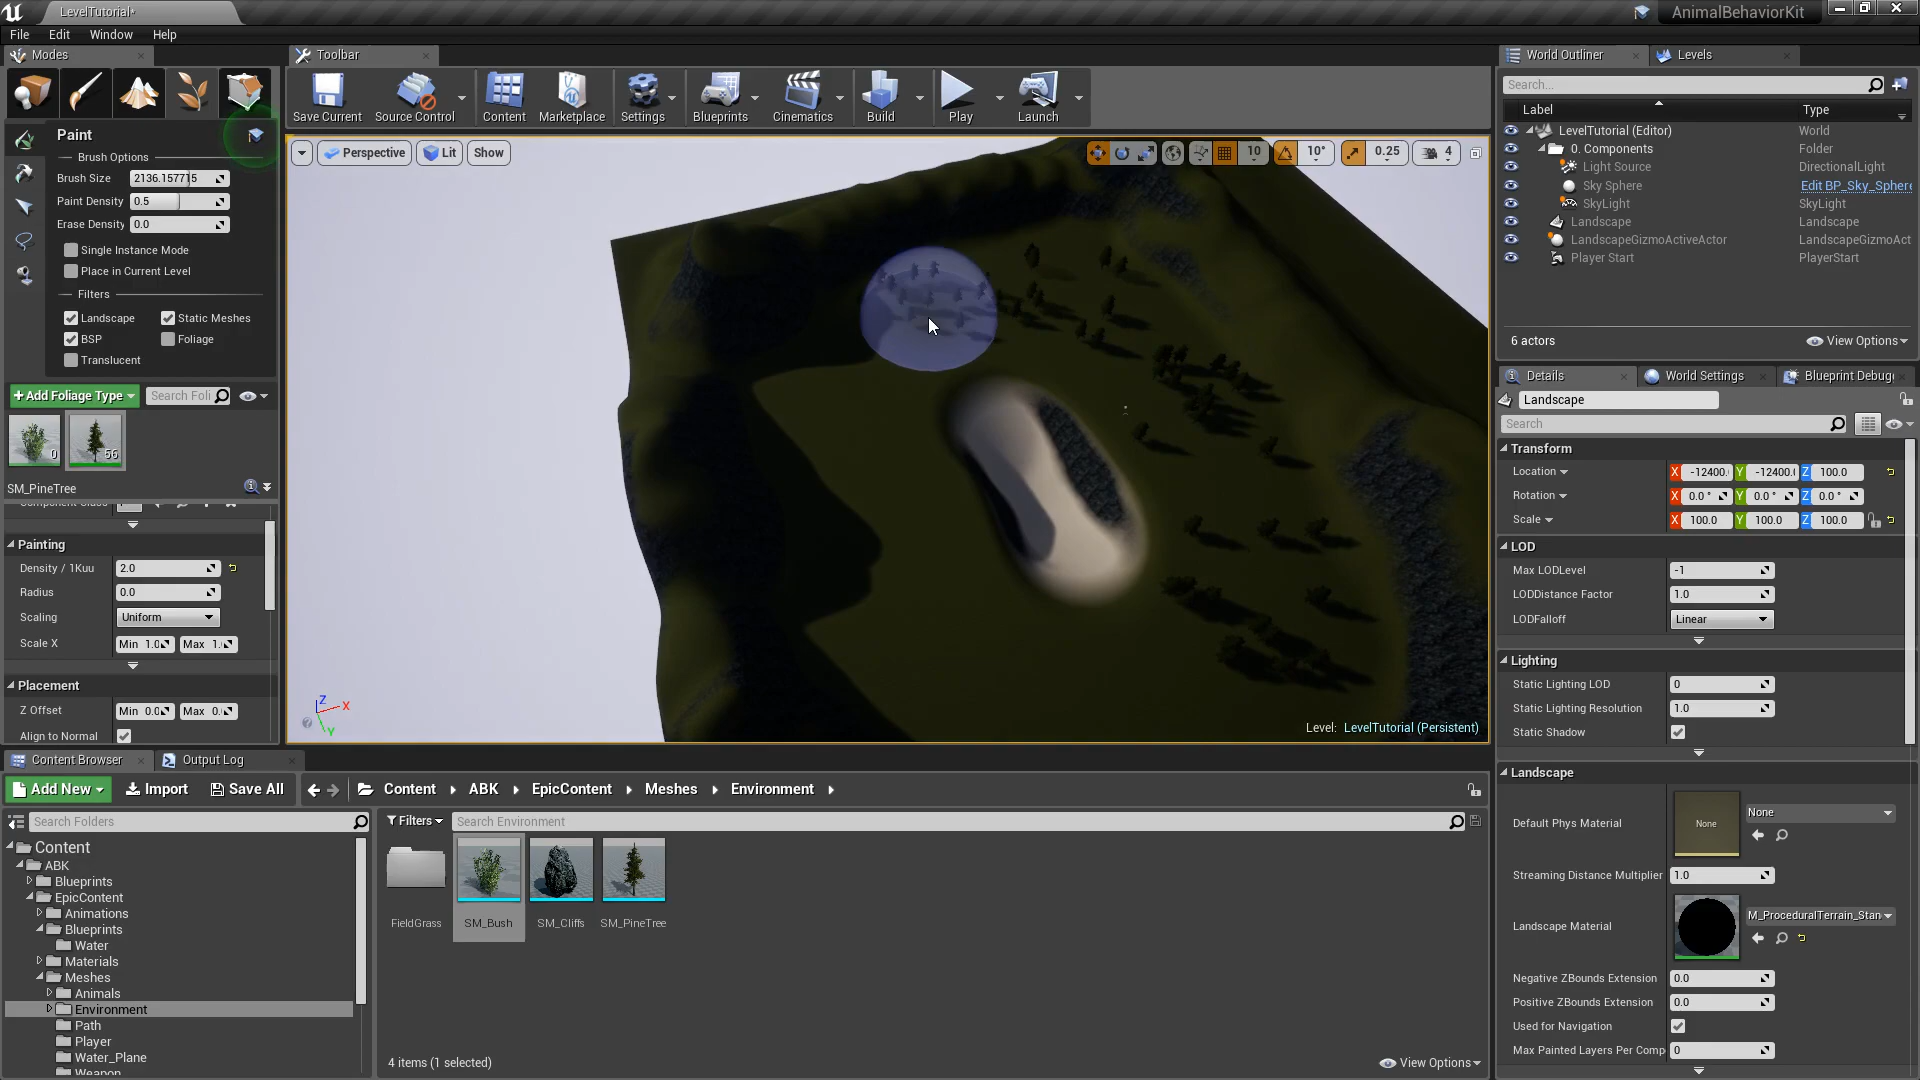 LevelTutorial*
AnimalBehaviorKit
File Edit Window Help
Modes
Toolbar
World Outliner Levels
Save Current Source Control Content Marketplace Settings Blueprints Cinematics Build Play Launch
Search...
Label Type
LevelTutorial (Editor) World
0. Components Folder
Light Source DirectionalLight
Sky Sphere Edit BP_Sky_Sphere
SkyLight SkyLight
Landscape Landscape
LandscapeGizmoActiveActor LandscapeGizmoAct
Player Start PlayerStart
6 actors View Options
Paint
Brush Options
Brush Size 2136.157715
Paint Density 0.5
Erase Density 0.0
Single Instance Mode
Place in Current Level
Filters
Landscape Static Meshes
BSP Foliage
Translucent
Perspective Lit Show
10 10° 0.25 4
+Add Foliage Type Search Foli
0 56
SM_PineTree
Painting
Density / 1Kuu 2.0
Radius 0.0
Scaling Uniform
Scale X Min 1.0 Max 1.
Placement
Z Offset Min 0.0 Max 0.
Align to Normal
Z X Y
Level: LevelTutorial (Persistent)
Details World Settings Blueprint Debug
Landscape
Search
Transform
Location X -12400. Y -12400.( Z 100.0
Rotation X 0.0 ° Y 0.0 ° Z 0.0 °
Scale X 100.0 Y 100.0 Z 100.0
LOD
Max LODLevel -1
LODDistance Factor 1.0
LODFalloff Linear
Lighting
Static Lighting LOD 0
Static Lighting Resolution 1.0
Static Shadow
Landscape
Default Phys Material None None
Streaming Distance Multiplier 1.0
Landscape Material M_ProceduralTerrain_Stan
Negative ZBounds Extension 0.0
Positive ZBounds Extension 0.0
Used for Navigation
Max Painted Layers Per Comp 0
Content Browser Output Log
Add New Import Save All Content ABK EpicContent Meshes Environment
Search Folders
Filters Search Environment
Content
ABK
Blueprints
EpicContent
Animations
Blueprints
Water
Materials
Meshes
Animals
Environment
Path
Player
Water_Plane
Weapon
FieldGrass SM_Bush SM_Cliffs SM_PineTree
4 items (1 selected) View Options